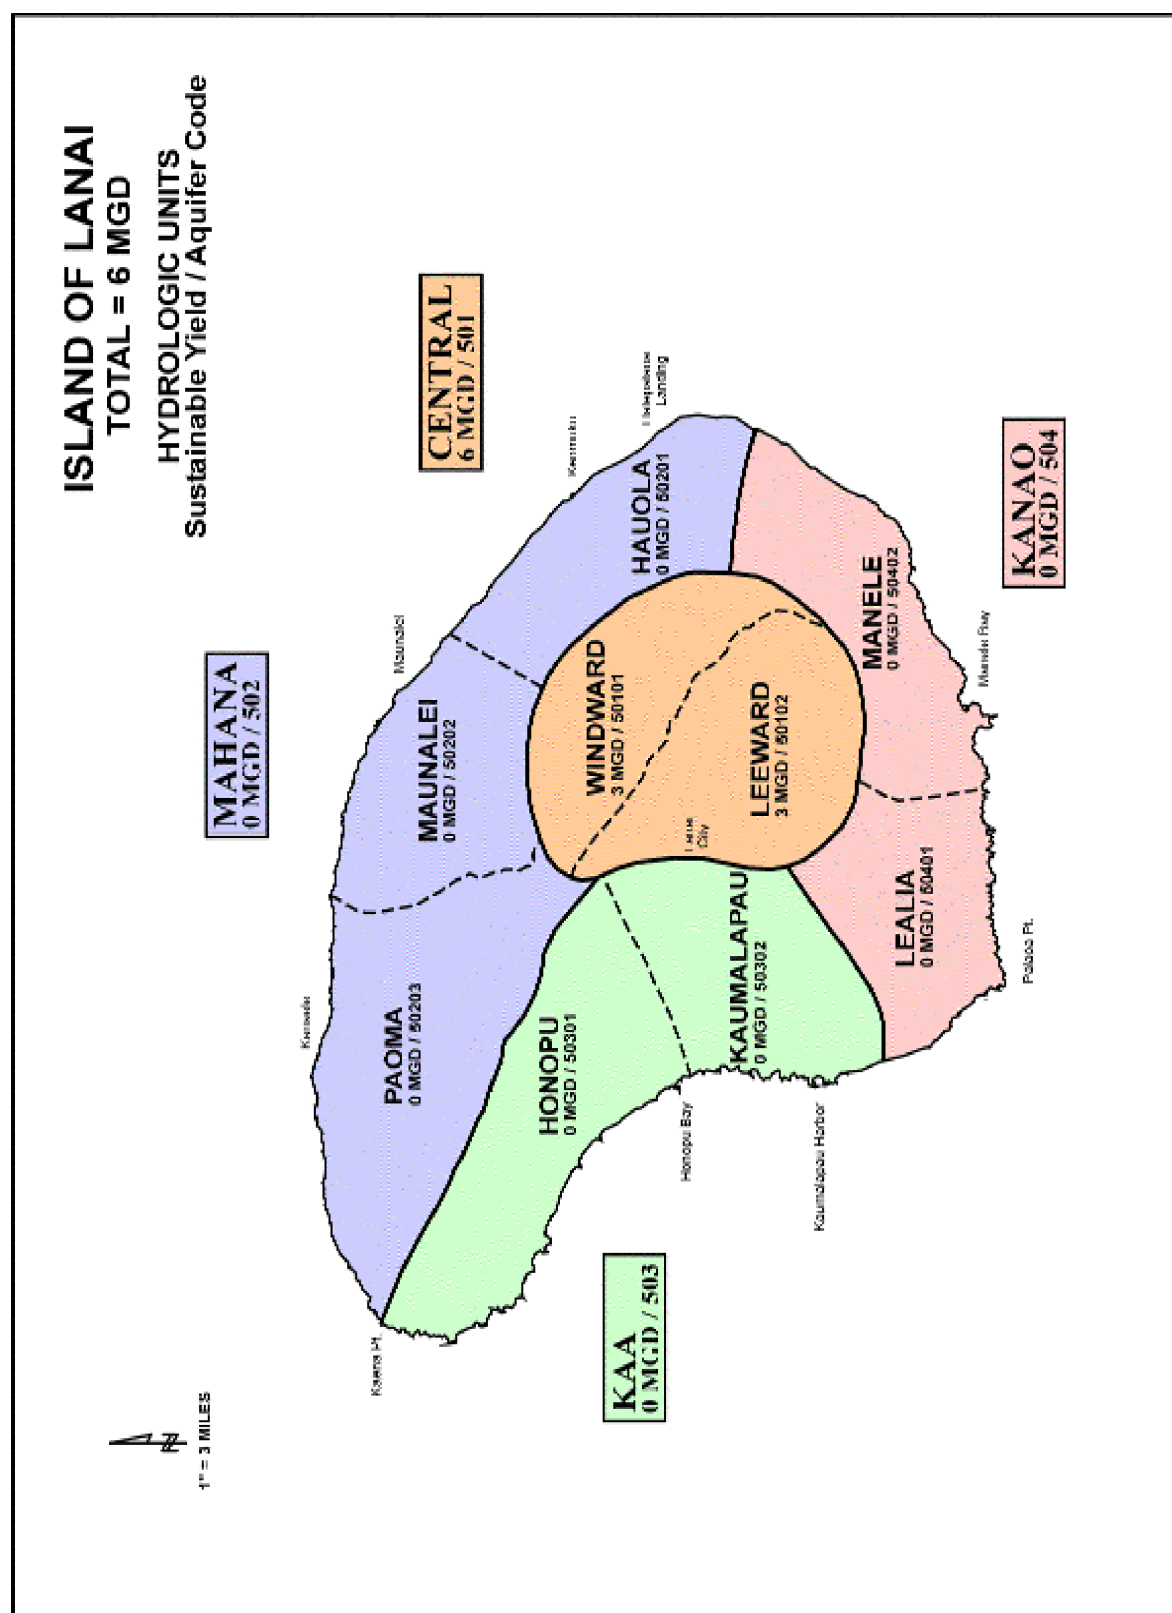 ISLAND OF LANAI
TOTAL = 6 MGD
HYDROLOGIC UNITS
Sustainable Yield / Aquifer Code
MAHANA
0 MGD / 502
CENTRAL
6 MGD / 501
KAA
0 MGD / 503
KANAO
0 MGD / 504
PAOMA
0 MGD / 50203
MAUNALEI
0 MGD / 50202
HAUOLA
0 MGD / 50201
WINDWARD
3 MGD / 50101
LEEWARD
3 MGD / 50102
HONOPU
0 MGD / 50301
KAUMALAPAU
0 MGD / 50302
LEALIA
0 MGD / 50401
MANELE
0 MGD / 50402
Kaena Pt.
Maunalei
Landing
Lanai
City
Honopu Bay
Kaumalapau Harbor
Palaoa Pt.
Manele Bay
1" = 3 MILES
N